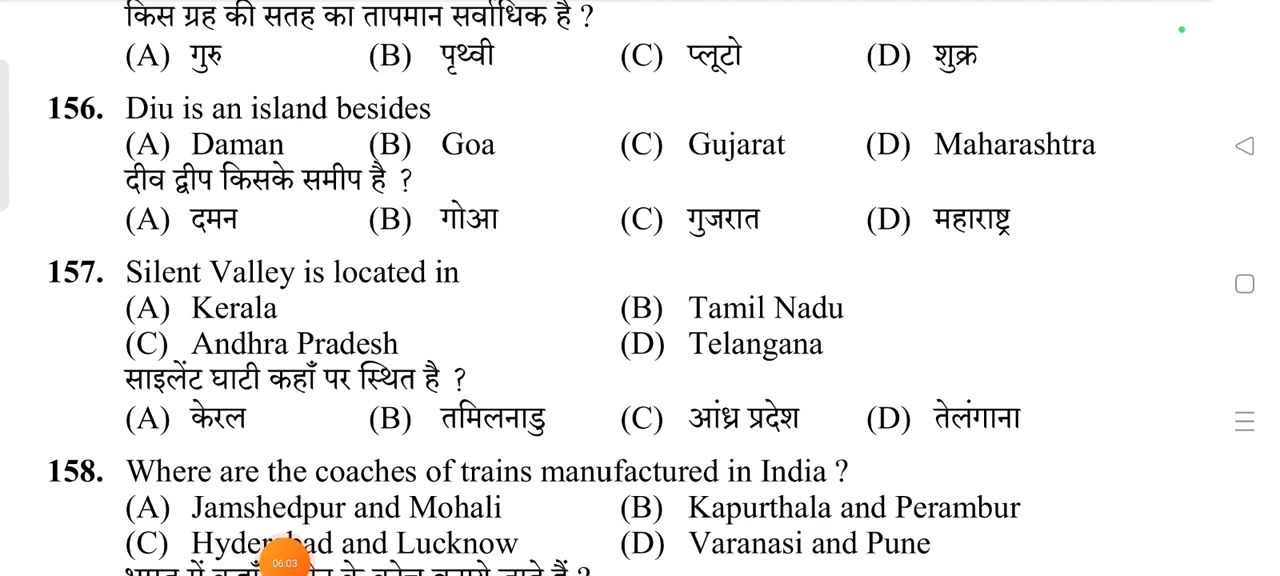 किस ग्रह की सतह का तापमान सर्वाधिक है ?
(A) गुरु (B) पृथ्वी (C) प्लूटो (D) शुक्र
156. Diu is an island besides
(A) Daman (B) Goa (C) Gujarat (D) Maharashtra
दीव द्वीप किसके समीप है ?
(A) दमन (B) गोआ (C) गुजरात (D) महाराष्ट्र
157. Silent Valley is located in
(A) Kerala (B) Tamil Nadu
(C) Andhra Pradesh (D) Telangana
साइलेंट घाटी कहाँ पर स्थित है ?
(A) केरल (B) तमिलनाडु (C) आंध्र प्रदेश (D) तेलंगाना
158. Where are the coaches of trains manufactured in India ?
(A) Jamshedpur and Mohali (B) Kapurthala and Perambur
(C) and Lucknow (D) Varanasi and Pune
06:03